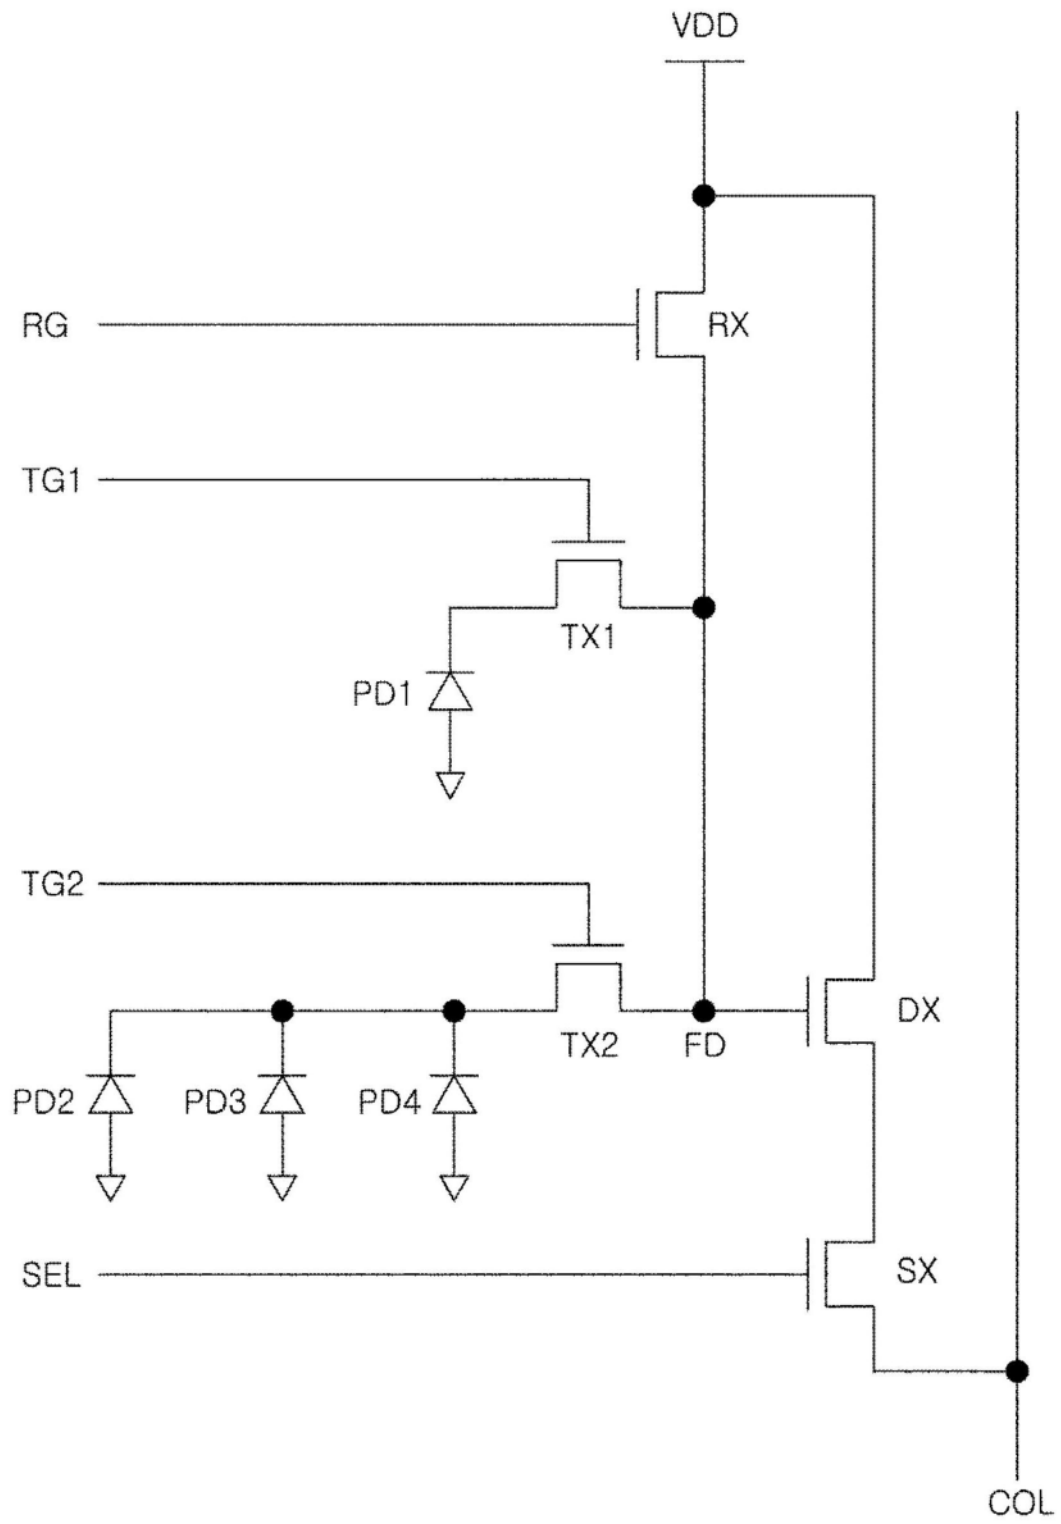 VDD
RG
RX
TG1
TX1
PD1
TG2
TX2
FD
DX
PD2
PD3
PD4
SEL
SX
COL